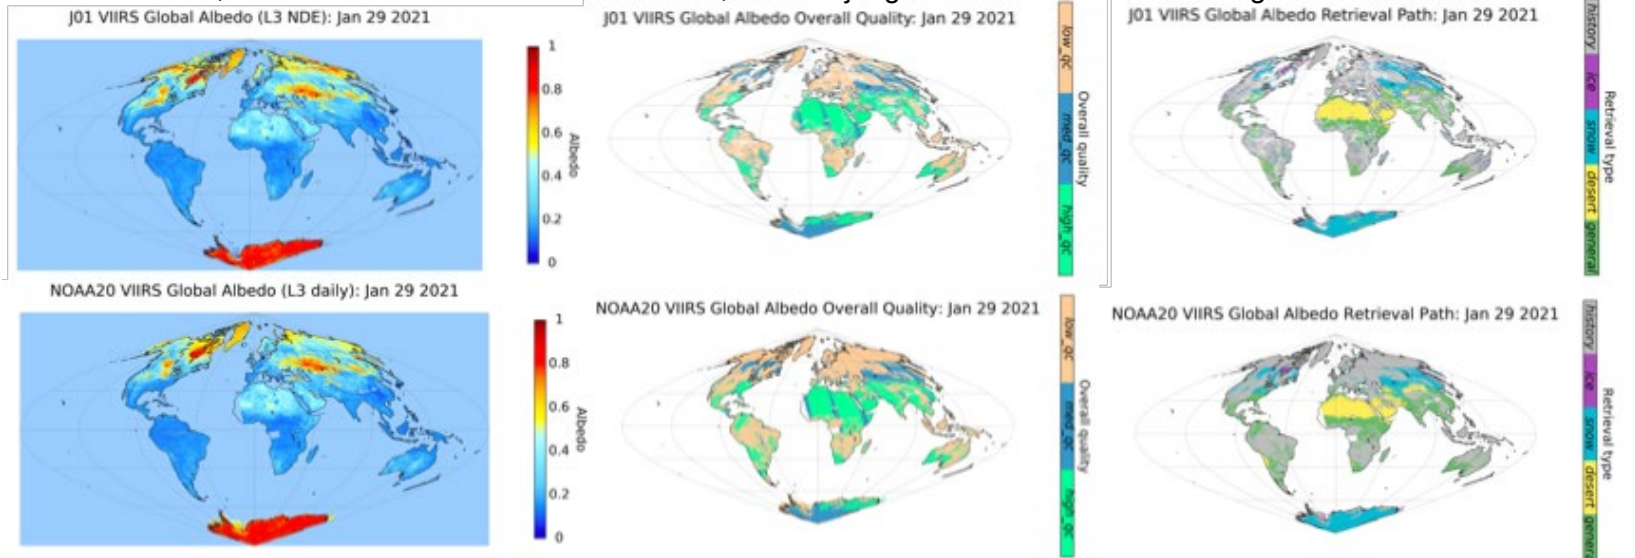 J01 VIIRS Global Albedo (L3 NDE): Jan 29 2021
1
0.8
0.6
0.4
0.2
0
Albedo
J01 VIIRS Global Albedo Overall Quality: Jan 29 2021
low_qc
med_qc
high_qc
Overall quality
J01 VIIRS Global Albedo Retrieval Path: Jan 29 2021
history
ice
snow
desert
general
Retrieval type
NOAA20 VIIRS Global Albedo (L3 daily): Jan 29 2021
1
0.8
0.6
0.4
0.2
0
Albedo
NOAA20 VIIRS Global Albedo Overall Quality: Jan 29 2021
low_qc
med_qc
high_qc
Overall quality
NOAA20 VIIRS Global Albedo Retrieval Path: Jan 29 2021
history
ice
snow
desert
genera
Retrieval type